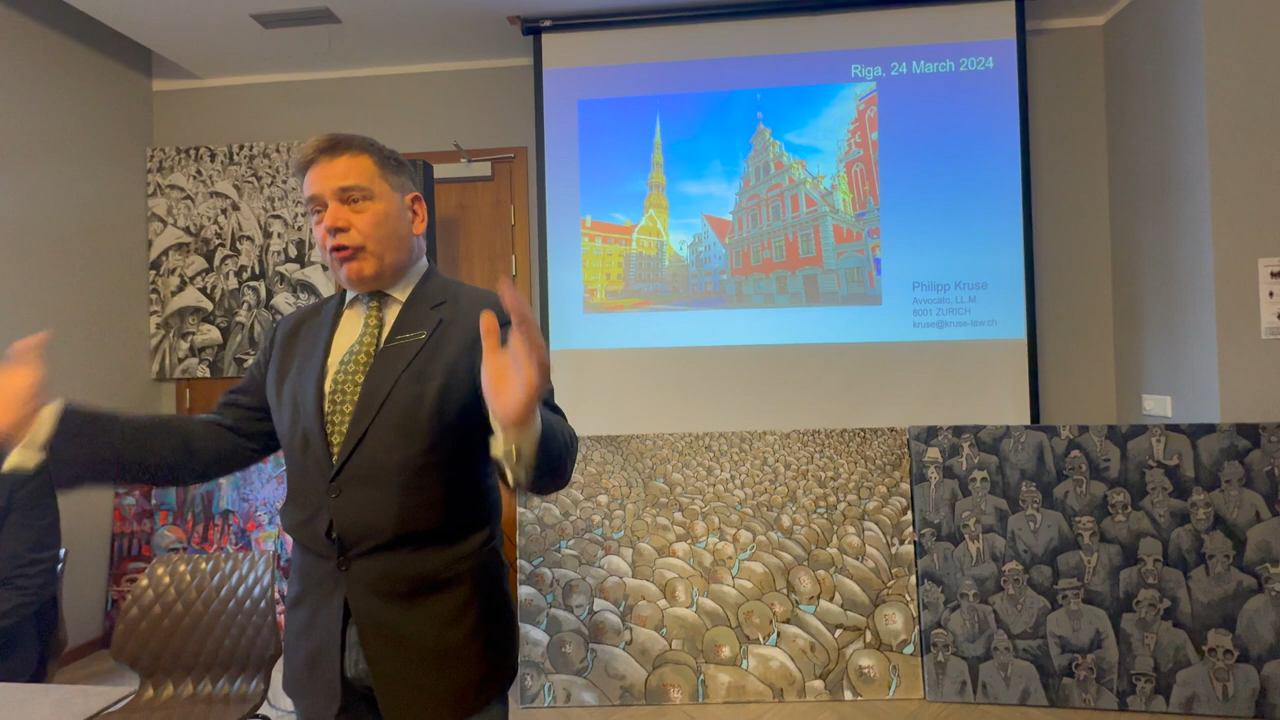 Riga, 24 March 2024
Philipp Kruse
Avvocato, LL.M.
8001 ZURICH
kruse@kruse-law.ch